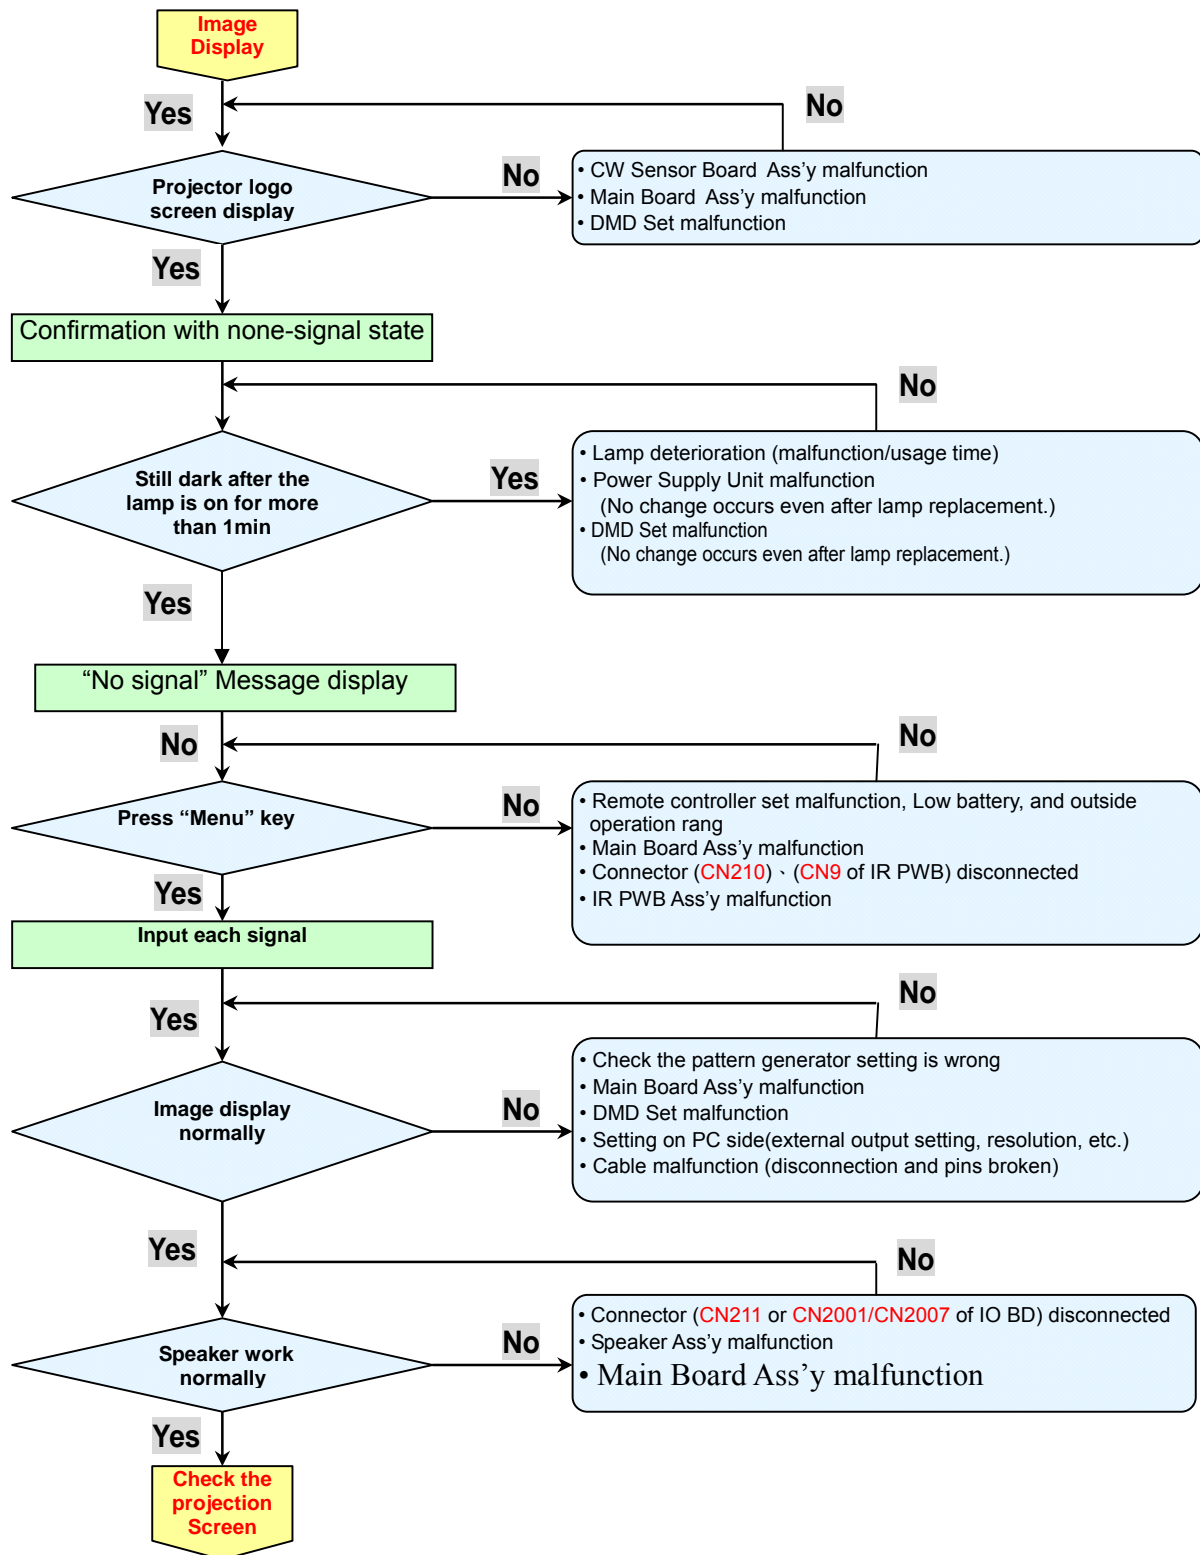 Image
Display
Yes
No
Projector logo
screen display
No
• CW Sensor Board  Ass’y malfunction
• Main Board  Ass’y malfunction
• DMD Set malfunction
Yes
Confirmation with none-signal state
No
Still dark after the
lamp is on for more
than 1min
Yes
• Lamp deterioration (malfunction/usage time)
• Power Supply Unit malfunction
(No change occurs even after lamp replacement.)
• DMD Set malfunction
(No change occurs even after lamp replacement.)
Yes
“No signal” Message display
No
No
Press “Menu” key
No
• Remote controller set malfunction, Low battery, and outside
operation rang
• Main Board Ass’y malfunction
• Connector (CN210)、(CN9 of IR PWB) disconnected
• IR PWB Ass’y malfunction
Yes
Input each signal
No
Yes
Image display
normally
No
• Check the pattern generator setting is wrong
• Main Board Ass’y malfunction
• DMD Set malfunction
• Setting on PC side(external output setting, resolution, etc.)
• Cable malfunction (disconnection and pins broken)
Yes
No
Speaker work
normally
No
• Connector (CN211 or CN2001/CN2007 of IO BD) disconnected
• Speaker Ass’y malfunction
• Main Board Ass’y malfunction
Yes
Check the
projection
Screen